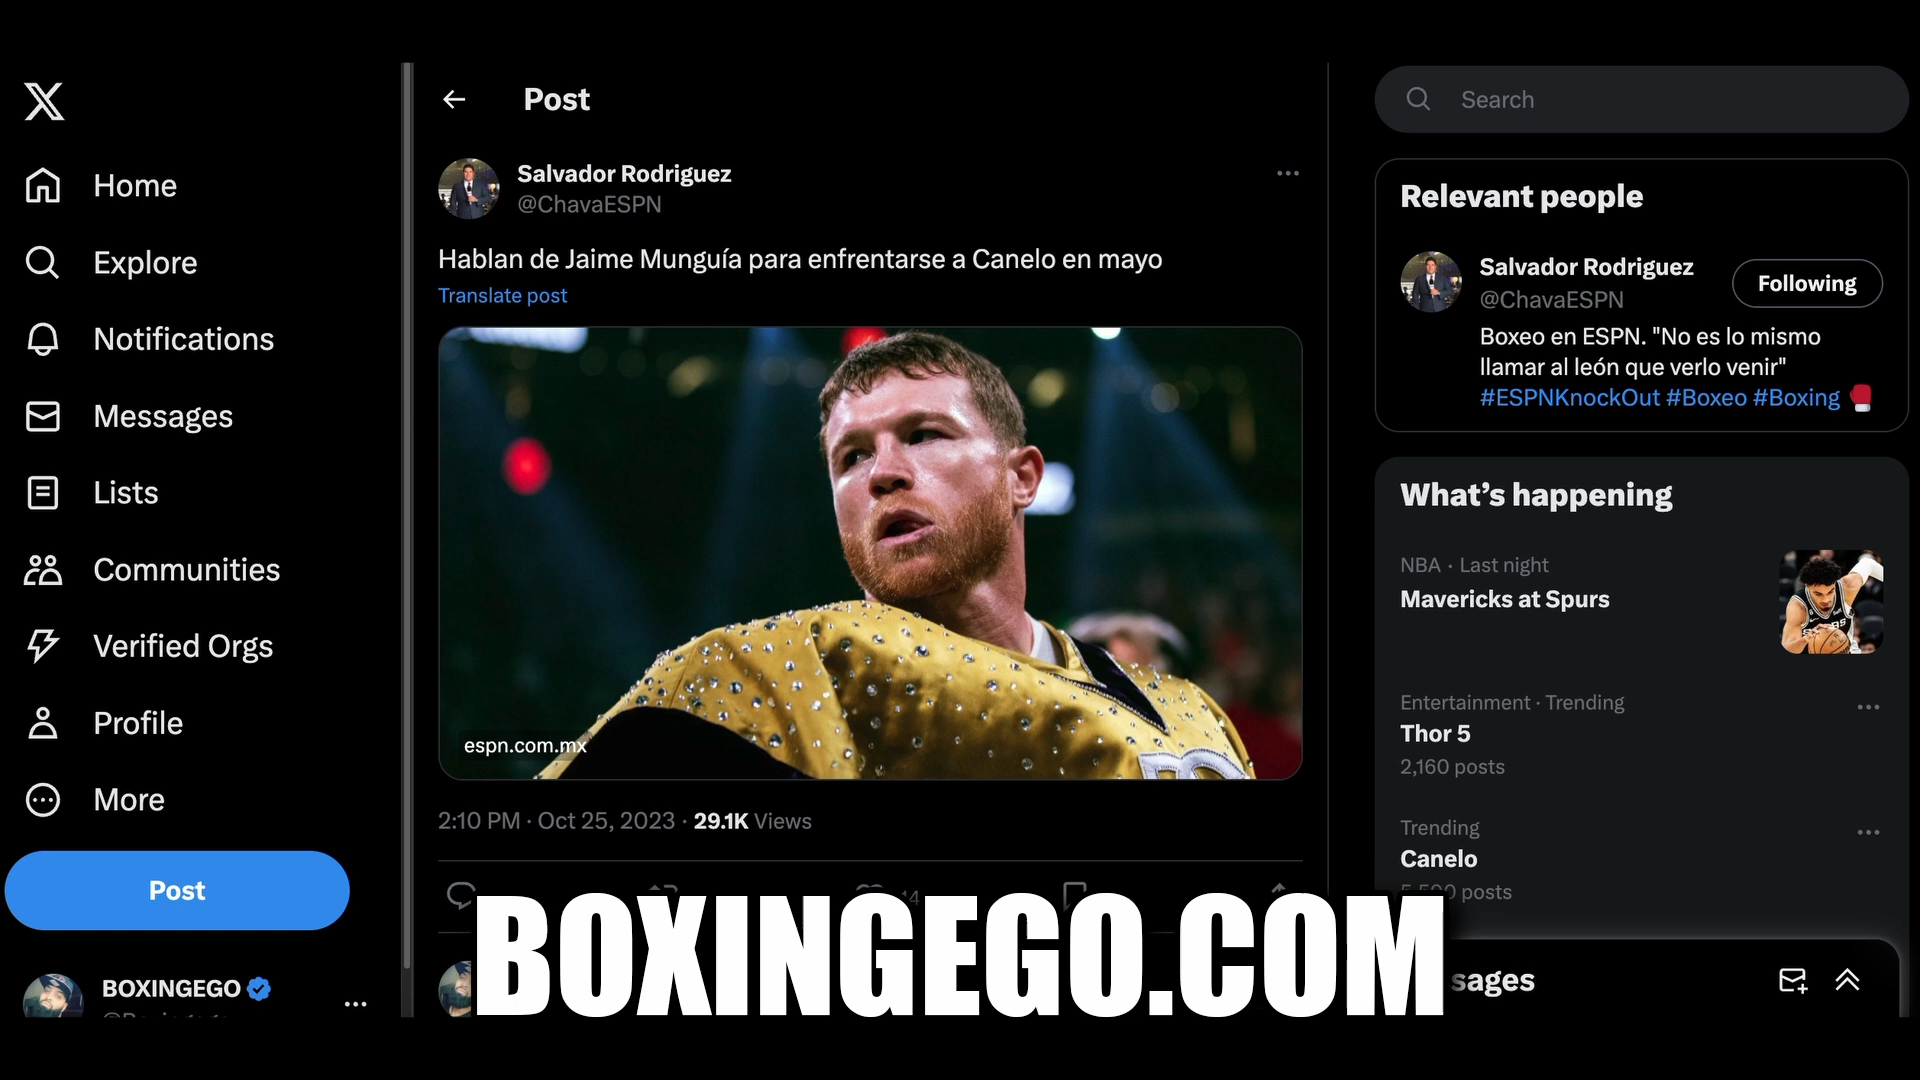 Home
Explore
Notifications
Messages
Lists
Communities
Verified Orgs
Profile
More
Post
BOXINGEGO
Post
Salvador Rodriguez
@ChavaESPN
Hablan de Jaime Munguía para enfrentarse a Canelo en mayo
Translate post
espn.com.mx
2:10 PM · Oct 25, 2023 · 29.1K Views
BOXINGEGO.COM
Search
Relevant people
Salvador Rodriguez
@ChavaESPN
Following
Boxeo en ESPN. "No es lo mismo
llamar al león que verlo venir"
#ESPNKnockOut #Boxeo #Boxing
What's happening
NBA · Last night
Mavericks at Spurs
Entertainment · Trending
Thor 5
2,160 posts
Trending
Canelo
5,500 posts
sages